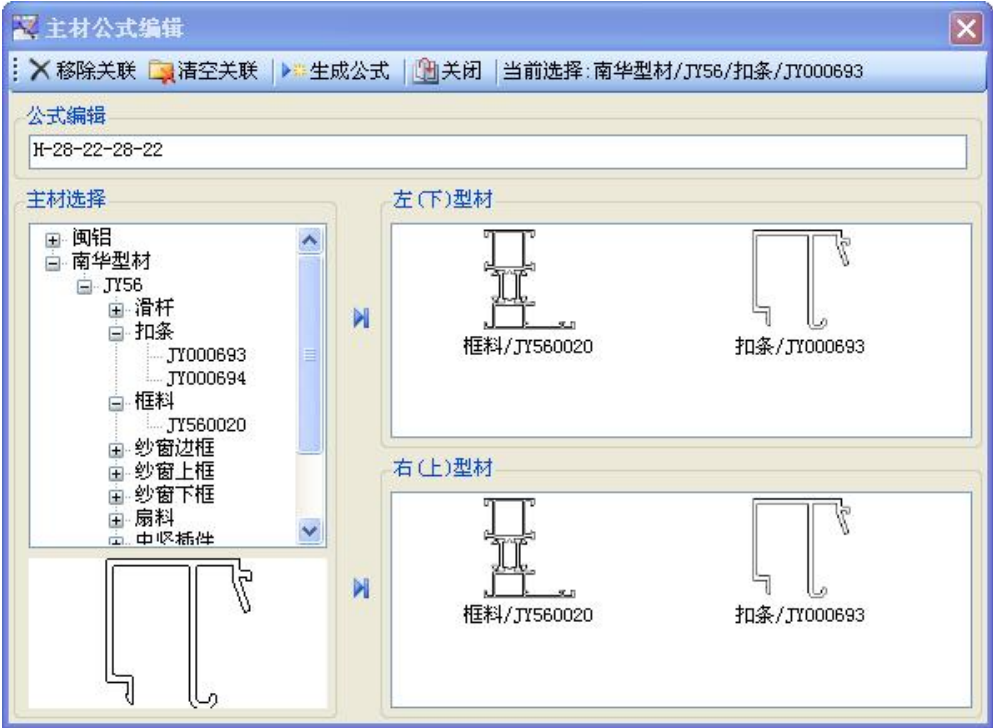 主材公式编辑
移除关联 清空关联 生成公式 关闭 当前选择:南华型材/JY56/扣条/JY000693
公式编辑
H-28-22-28-22
主材选择
闽铝
南华型材
JY56
滑杆
扣条
JY000693
JY000694
框料
JY560020
纱窗边框
纱窗上框
纱窗下框
扇料
中竖插件
左(下)型材
框料/JY560020 扣条/JY000693
右(上)型材
框料/JY560020 扣条/JY000693